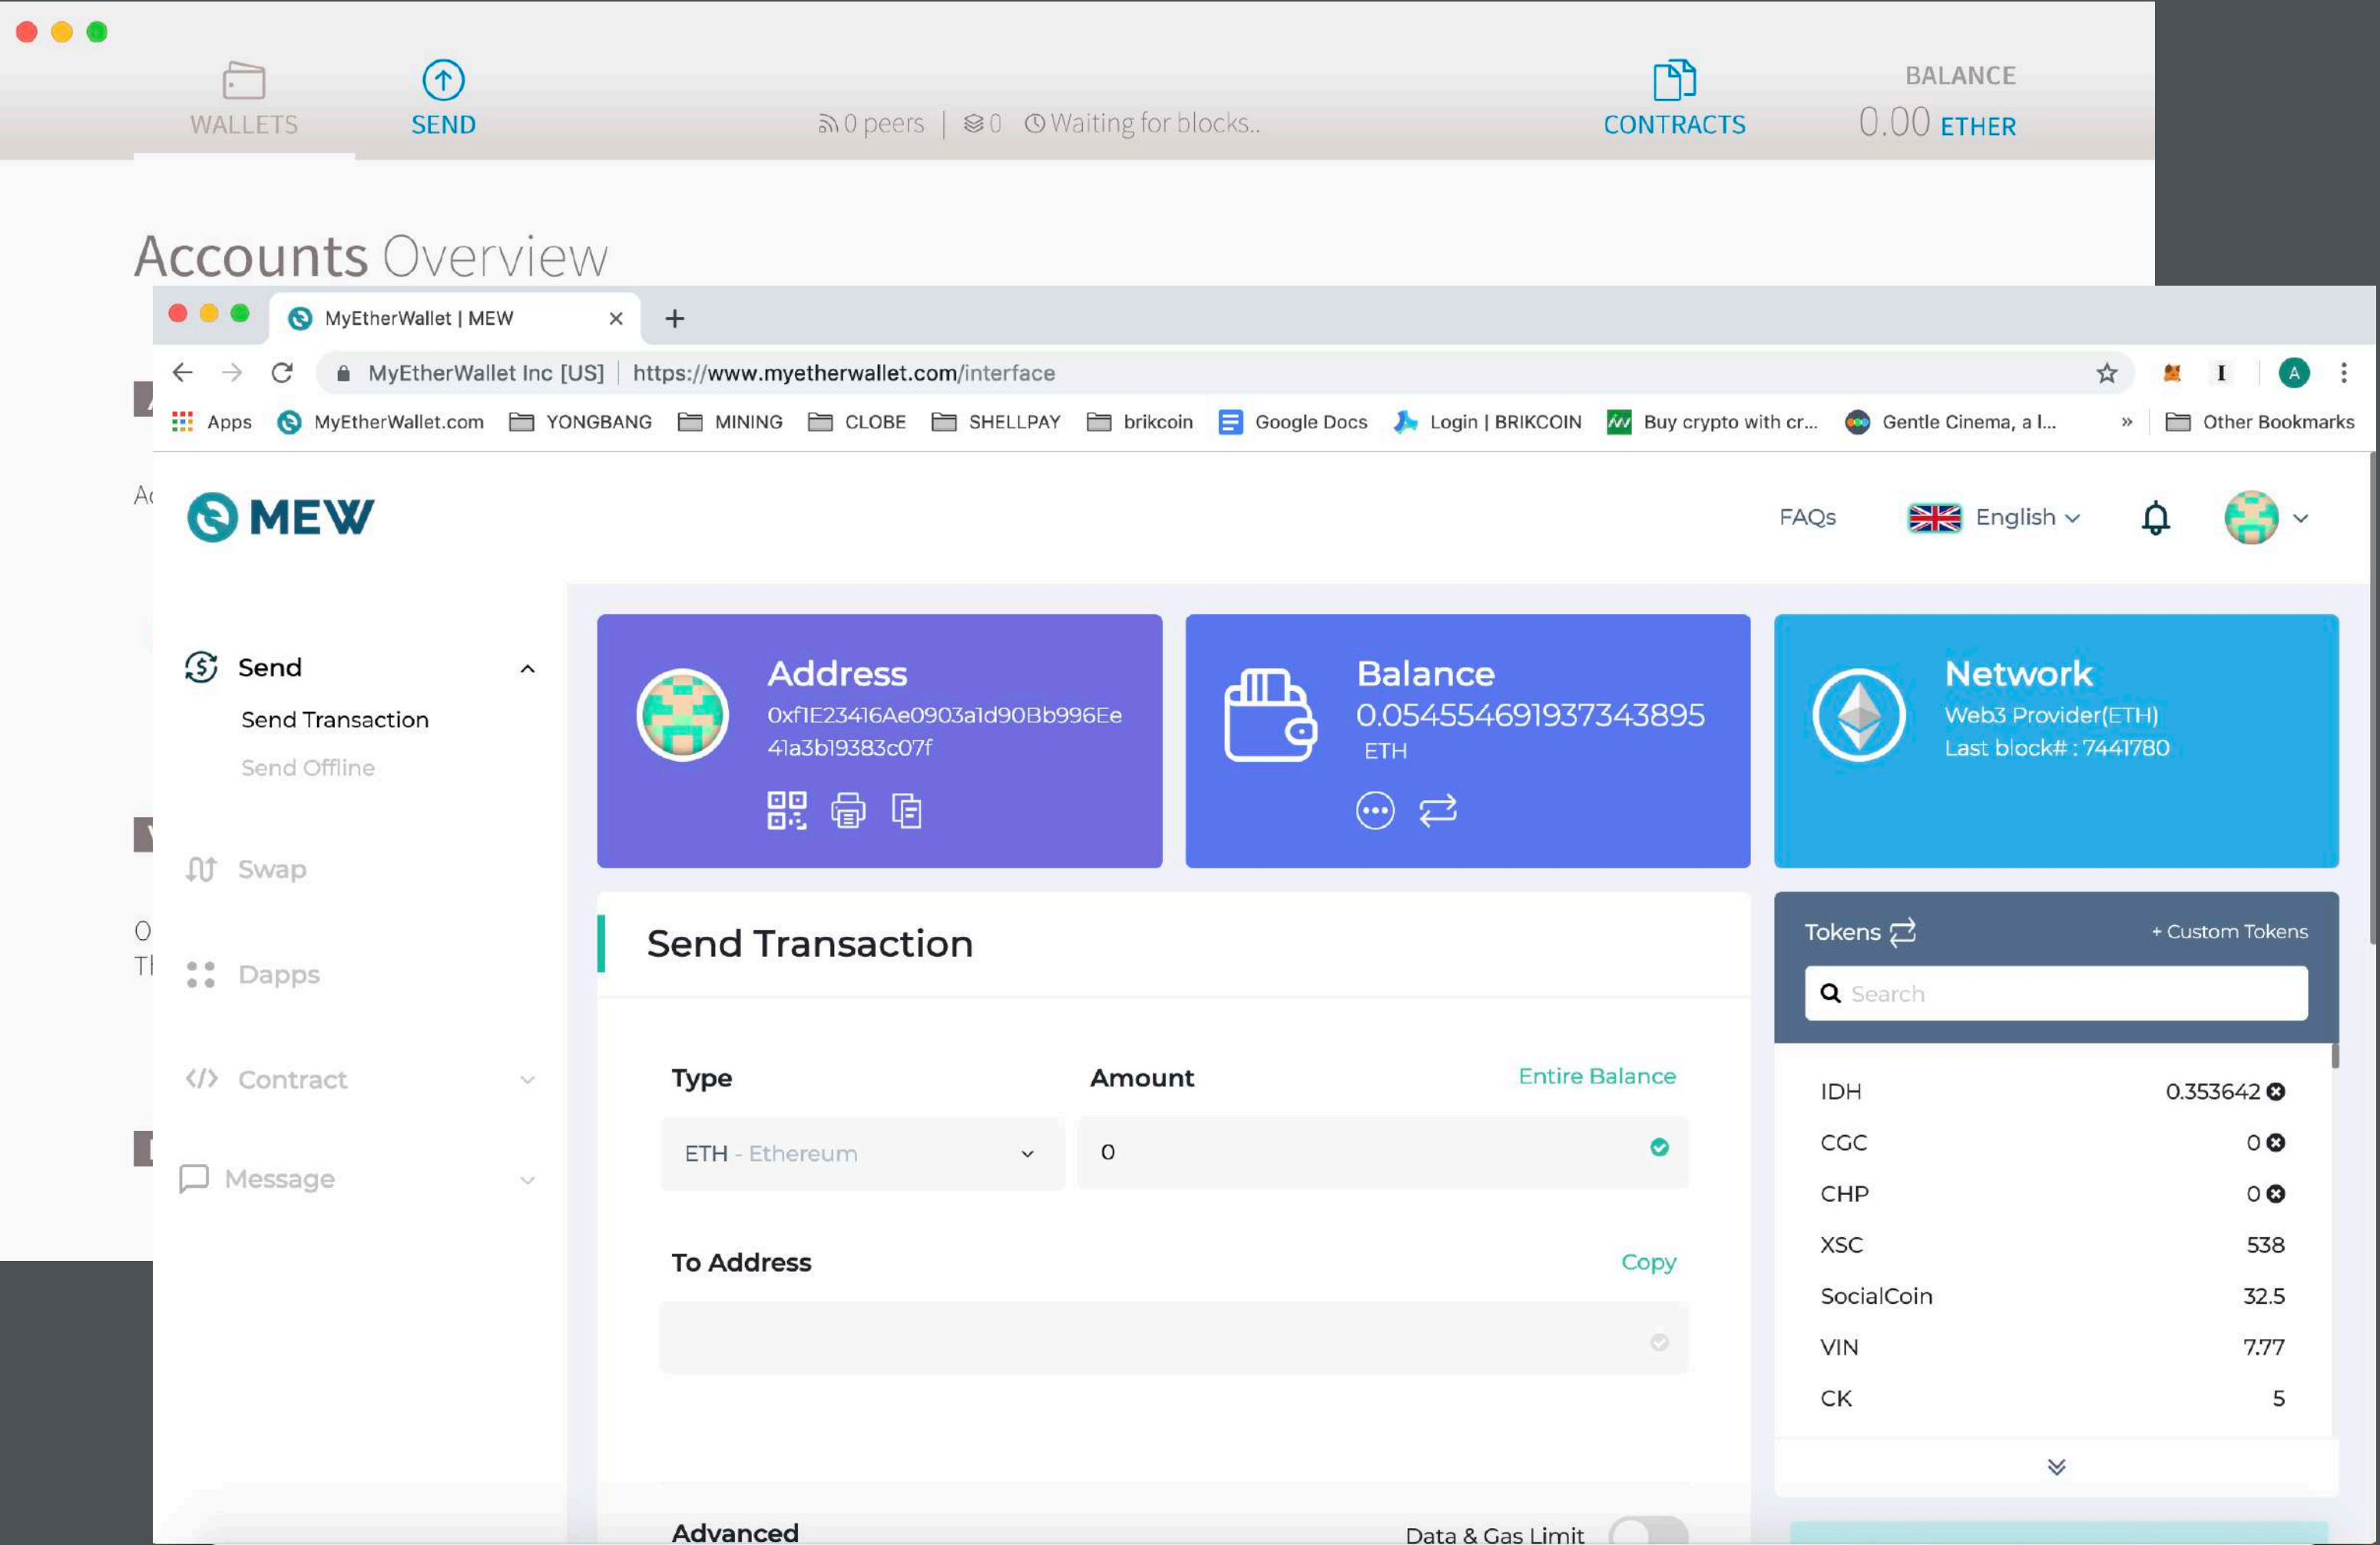 WALLETS
SEND
0 peers | 0 Waiting for blocks..
CONTRACTS
BALANCE
0.00 ETHER
Accounts Overview
MyEtherWallet | MEW
MyEtherWallet Inc [US] | https://www.myetherwallet.com/interface
A
Apps MyEtherWallet.com YONGBANG MINING CLOBE SHELLPAY brikcoin Google Docs Login | BRIKCOIN Buy crypto with cr... Gentle Cinema, a l... » Other Bookmarks
MEW
FAQs English
Send
Send Transaction
Send Offline
Swap
Dapps
Contract
Message
Address
0xf1E23416Ae0903a1d90Bb996Ee
41a3b19383c07f
Balance
0.054554691937343895
ETH
Network
Web3 Provider(ETH)
Last block# : 7441780
Send Transaction
Type
ETH - Ethereum
Amount
Entire Balance
0
To Address
Copy
Advanced
Data & Gas Limit
Tokens
+ Custom Tokens
Search
IDH 0.353642
CGC 0
CHP 0
XSC 538
SocialCoin 32.5
VIN 7.77
CK 5